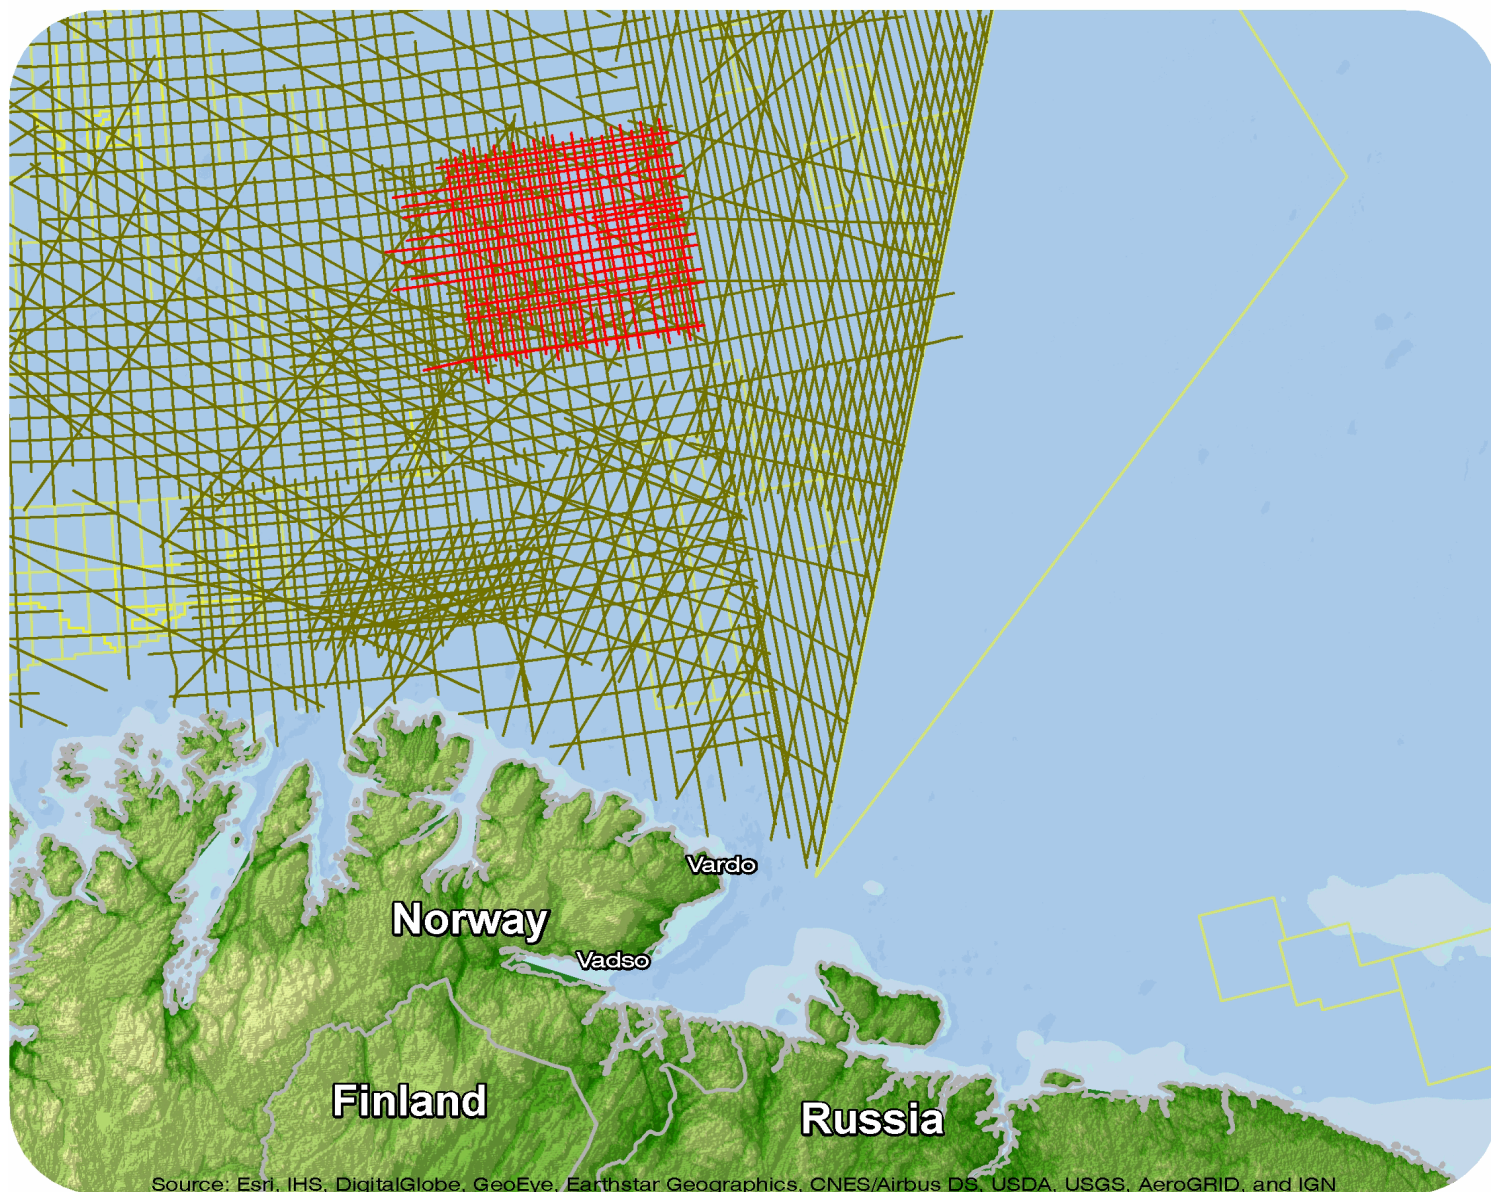 Vardo
Norway
Vadso
Finland
Russia
Source: Esri, IHS, DigitalGlobe, GeoEye, Earthstar Geographics, CNES/Airbus DS, USDA, USGS, AeroGRID, and IGN